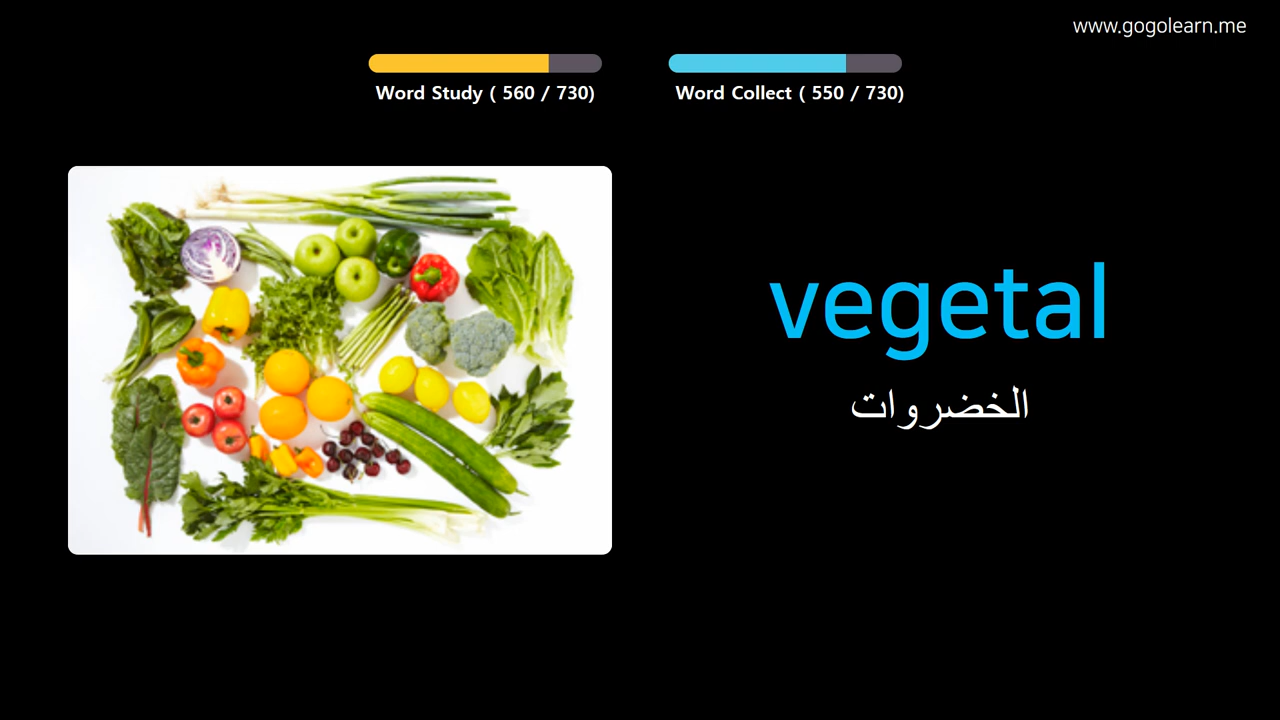 www.gogolearn.me
Word Study ( 560 / 730)
Word Collect ( 550 / 730)
vegetal
الخضروات